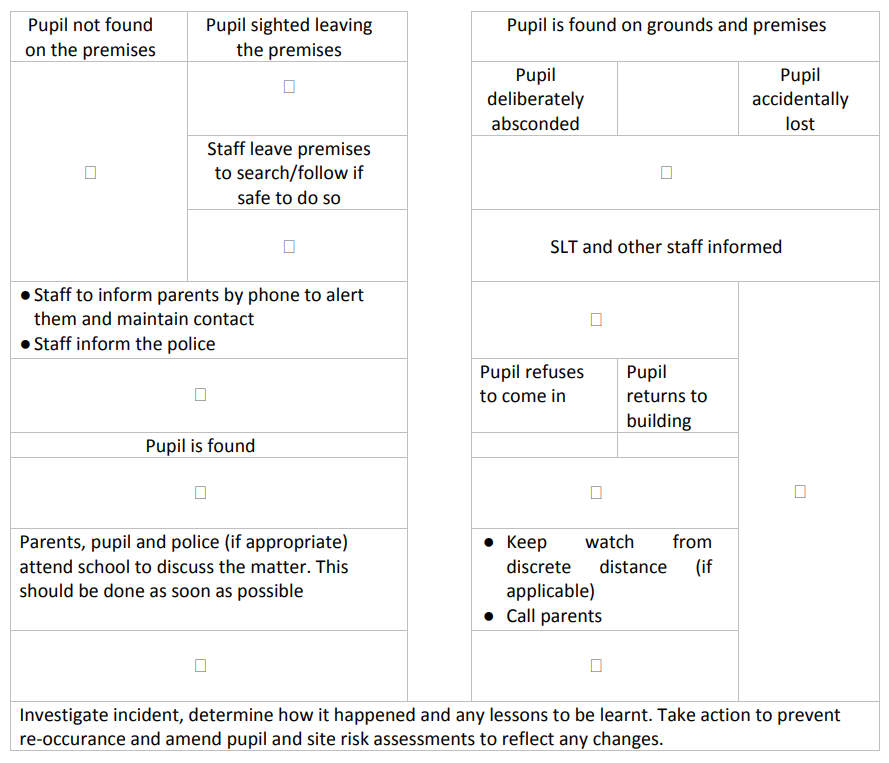 Pupil not found
on the premises
Pupil sighted leaving
the premises
Staff leave premises
to search/follow if
safe to do so
● Staff to inform parents by phone to alert
them and maintain contact
● Staff inform the police
Pupil is found
Parents, pupil and police (if appropriate)
attend school to discuss the matter. This
should be done as soon as possible
Pupil is found on grounds and premises
Pupil
deliberately
absconded
Pupil
accidentally
lost
SLT and other staff informed
Pupil refuses
to come in
Pupil
returns to
building
● Keep watch from
discrete distance (if
applicable)
● Call parents
Investigate incident, determine how it happened and any lessons to be learnt. Take action to prevent
re-occurance and amend pupil and site risk assessments to reflect any changes.